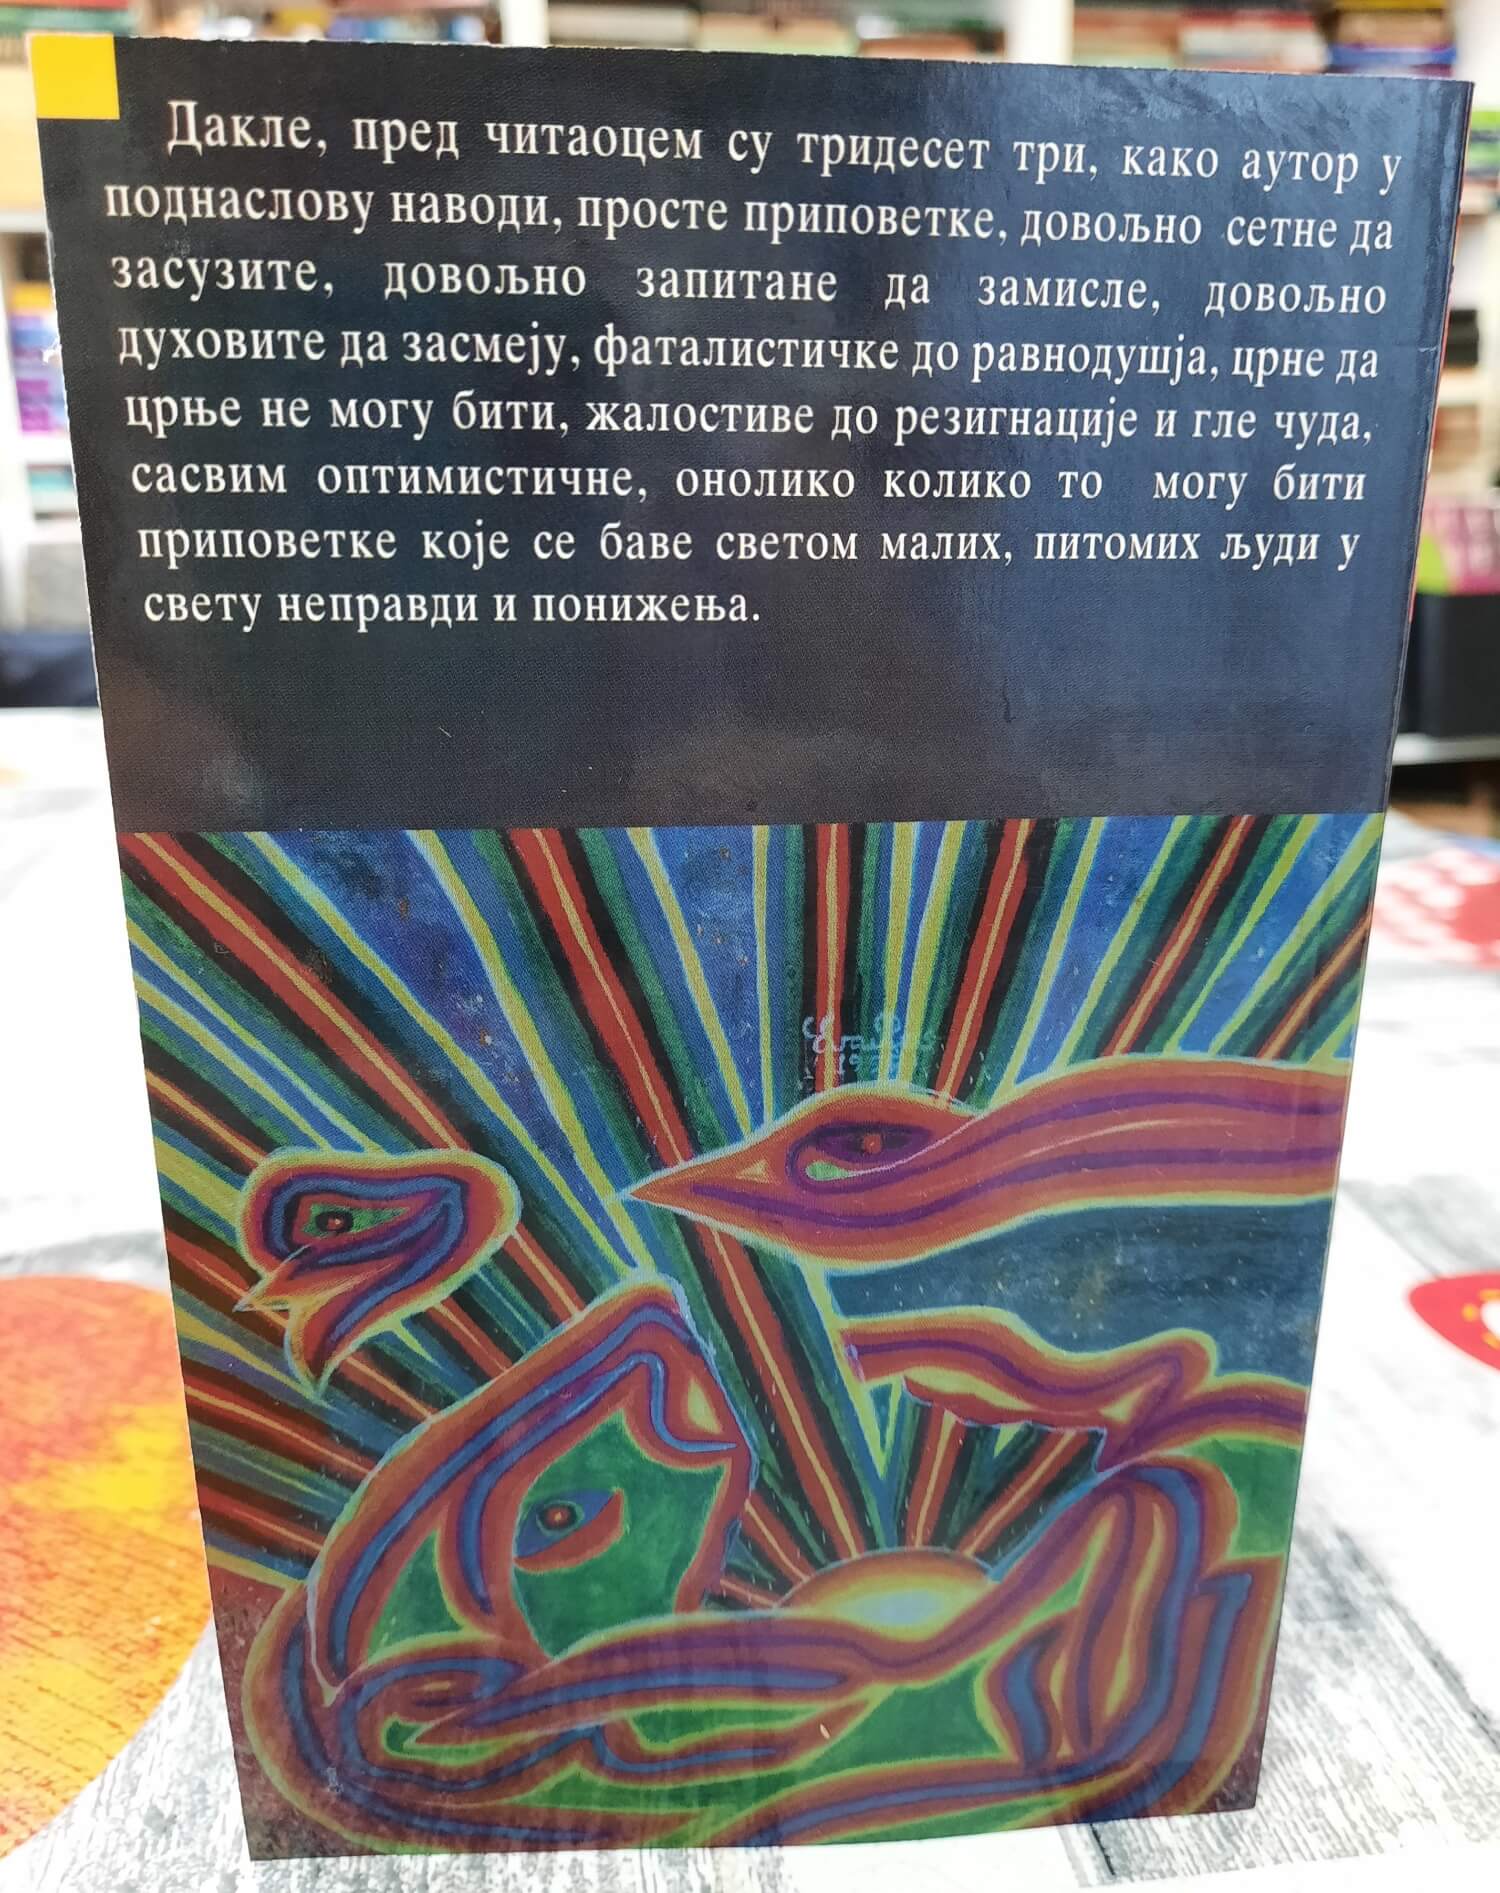 Дакле, пред читаоцем су тридесет три, како аутор у
поднаслову наводи, просте приповетке, довољно сетне да
засузите, довољно запитане да замисле, довољно
духовите да засмеју, фаталистичке до равнодушја, црне да
црње не могу бити, жалостиве до резигнације и гле чуда,
сасвим оптимистичне, онолико колико то могу бити
приповетке које се баве светом малих, питомих људи у
свету неправди и понижења.